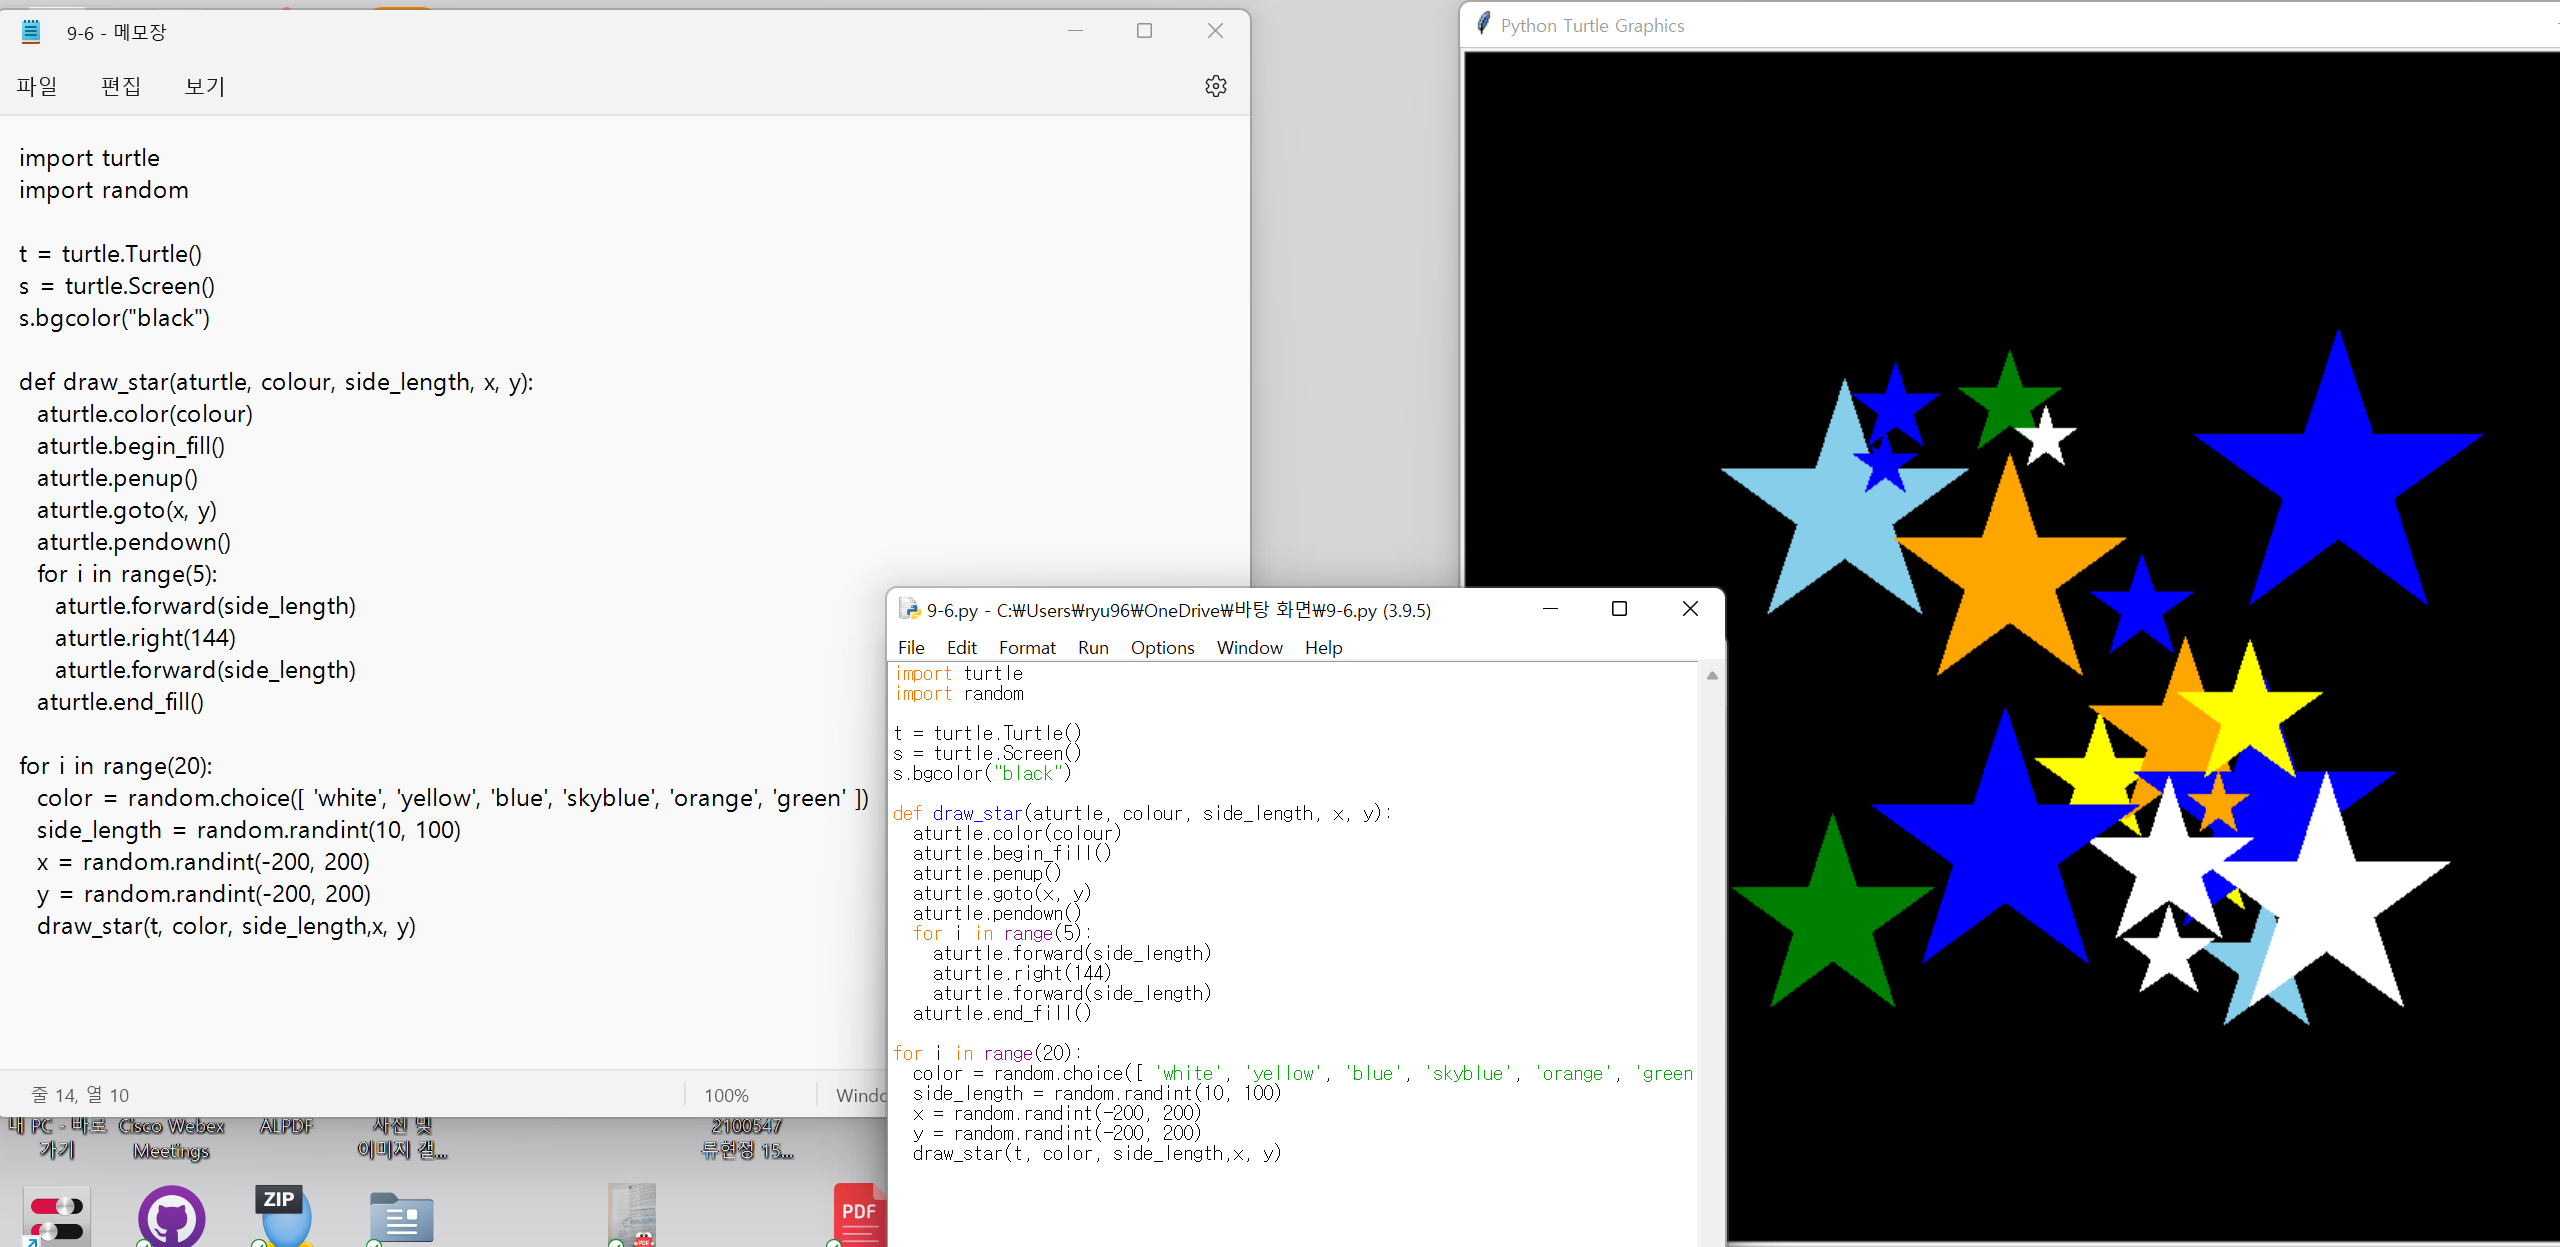 9-6 - 메모장
파일 편집 보기
import turtle
import random
t = turtle.Turtle()
s = turtle.Screen()
s.bgcolor("black")
def draw_star(aturtle, colour, side_length, x, y):
aturtle.color(colour)
aturtle.begin_fill()
aturtle.penup()
aturtle.goto(x, y)
aturtle.pendown()
for i in range(5):
aturtle.forward(side_length)
aturtle.right(144)
aturtle.forward(side_length)
aturtle.end_fill()
for i in range(20):
color = random.choice([ 'white', 'yellow', 'blue', 'skyblue', 'orange', 'green' ])
side_length = random.randint(10, 100)
x = random.randint(-200, 200)
y = random.randint(-200, 200)
draw_star(t, color, side_length,x, y)
줄 14, 열 10
100%
Windo
내 PC - 바로
가기
Cisco Webex
Meetings
ALPDF
사진 및
이미지 캡...
2100547
류현정 15...
ZIP
PDF
9-6.py - C:₩Users₩ryu96₩OneDrive₩바탕 화면₩9-6.py (3.9.5)
File Edit Format Run Options Window Help
import turtle
import random
t = turtle.Turtle()
s = turtle.Screen()
s.bgcolor("black")
def draw_star(aturtle, colour, side_length, x, y):
aturtle.color(colour)
aturtle.begin_fill()
aturtle.penup()
aturtle.goto(x, y)
aturtle.pendown()
for i in range(5):
aturtle.forward(side_length)
aturtle.right(144)
aturtle.forward(side_length)
aturtle.end_fill()
for i in range(20):
color = random.choice([ 'white', 'yellow', 'blue', 'skyblue', 'orange', 'green
side_length = random.randint(10, 100)
x = random.randint(-200, 200)
y = random.randint(-200, 200)
draw_star(t, color, side_length,x, y)
Python Turtle Graphics